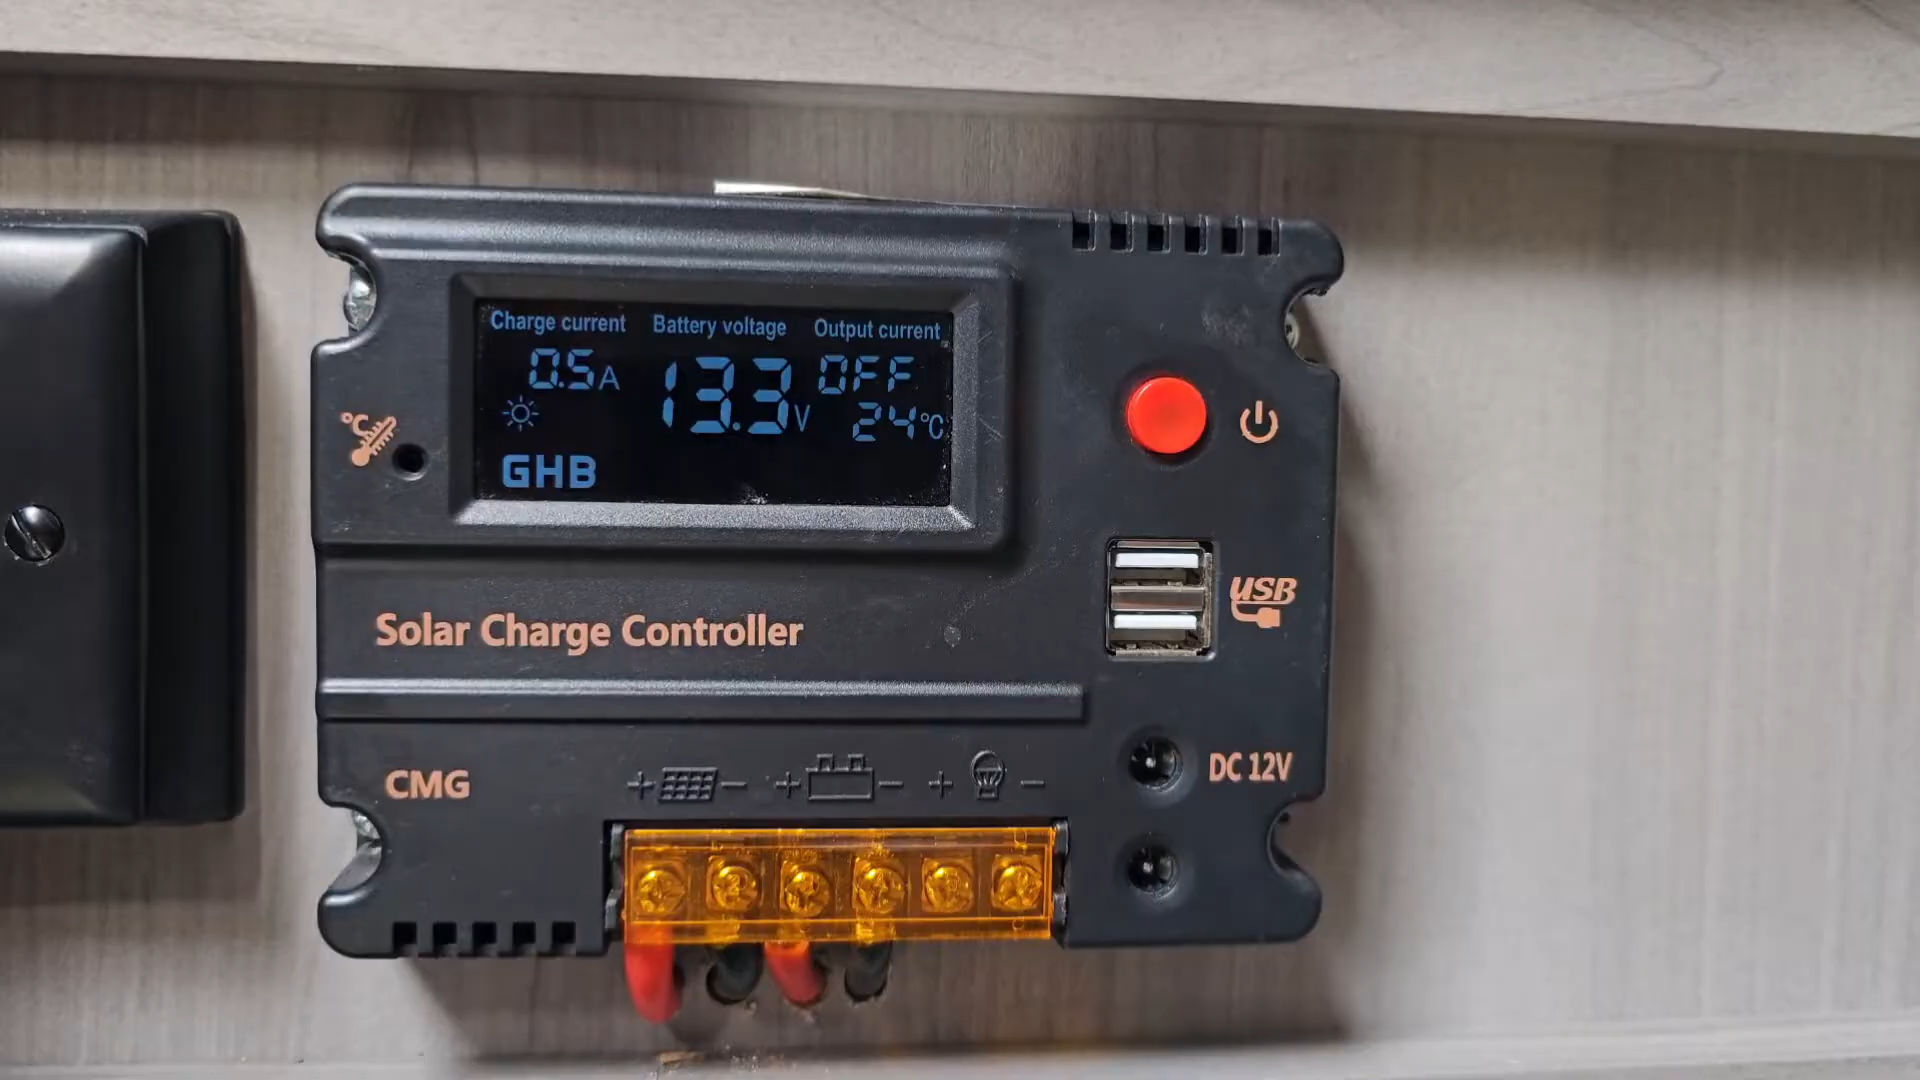 Charge current Battery voltage Output current
0.5A 13.3V OFF
24°C
GHB
°C
USB
Solar Charge Controller
CMG
+ - + - + -
DC 12V